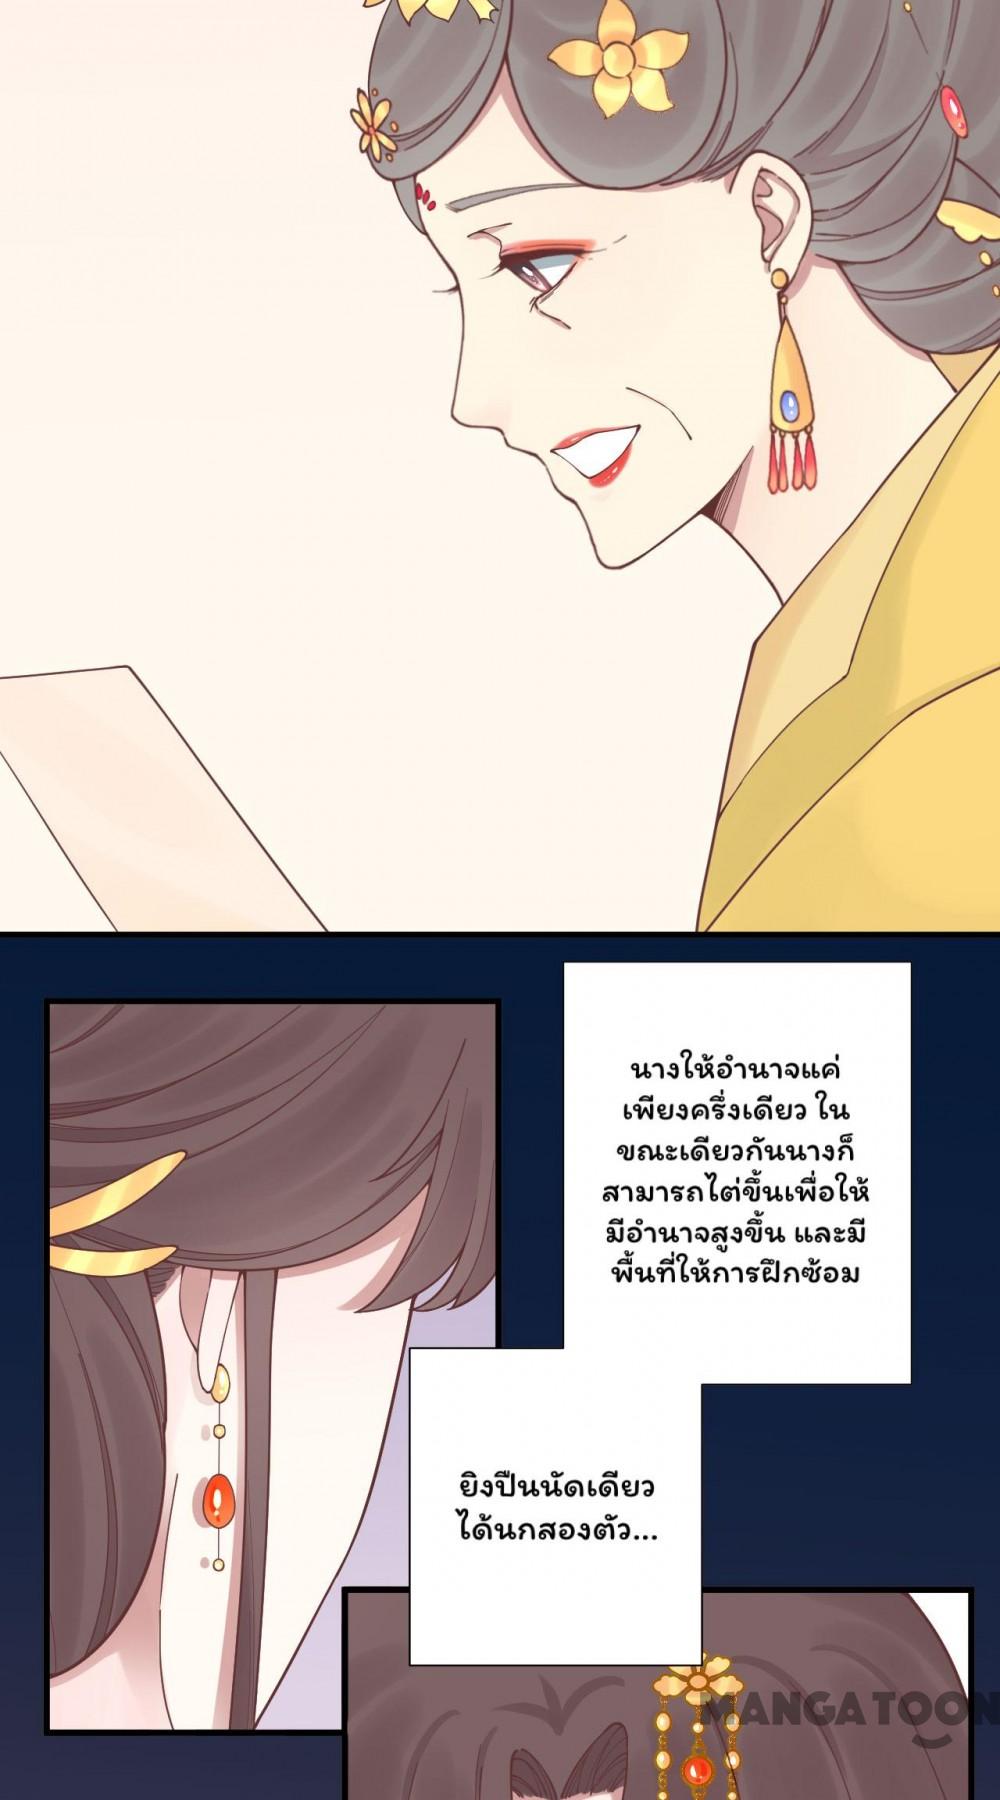 นางให้อำนาจแค่
เพียงครึ่งเดียว ใน
ขณะเดียวกันนางก็
สามารถไต่ขึ้นเพื่อให้
มีอำนาจสูงขึ้น และมี
พื้นที่ให้การฝึกซ้อม
ยิงปืนนัดเดียว
ได้นกสองตัว...
MANGATOON